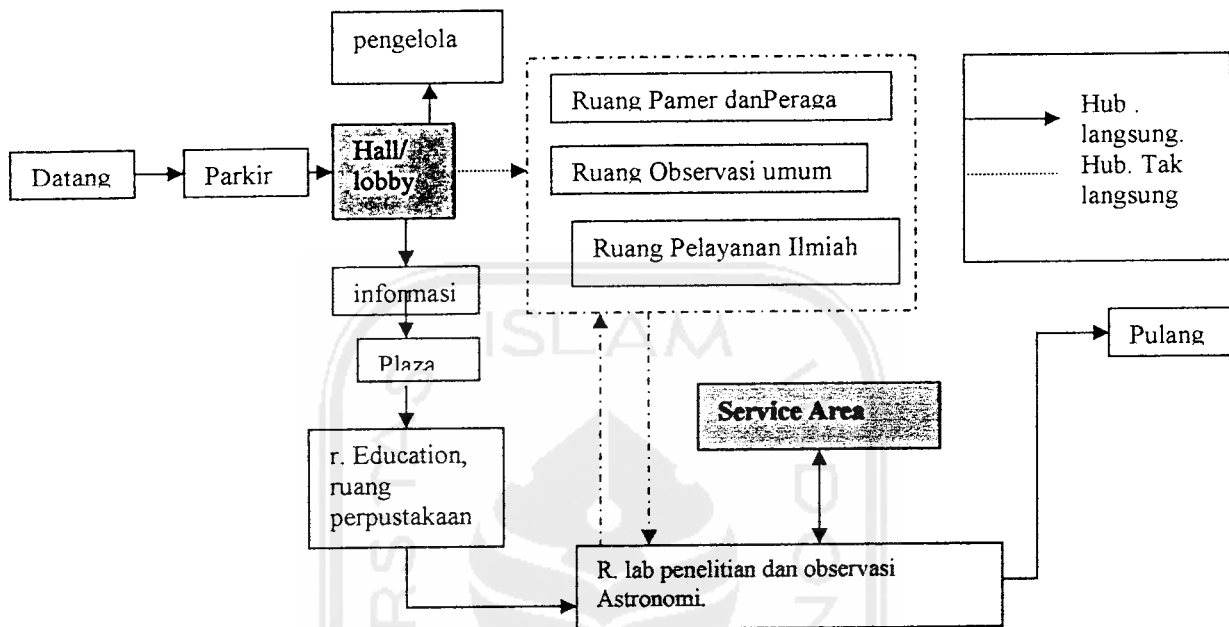 pengelola
Ruang Pamer danPeraga
Hub .
langsung.
Hub. Tak
langsung
Datang
Parkir
Hall/
lobby
Ruang Observasi umum
Ruang Pelayanan Ilmiah
informasi
Plaza
Pulang
ISLAM
Service Area
r. Education,
ruang
perpustakaan
R. lab penelitian dan observasi
Astronomi.